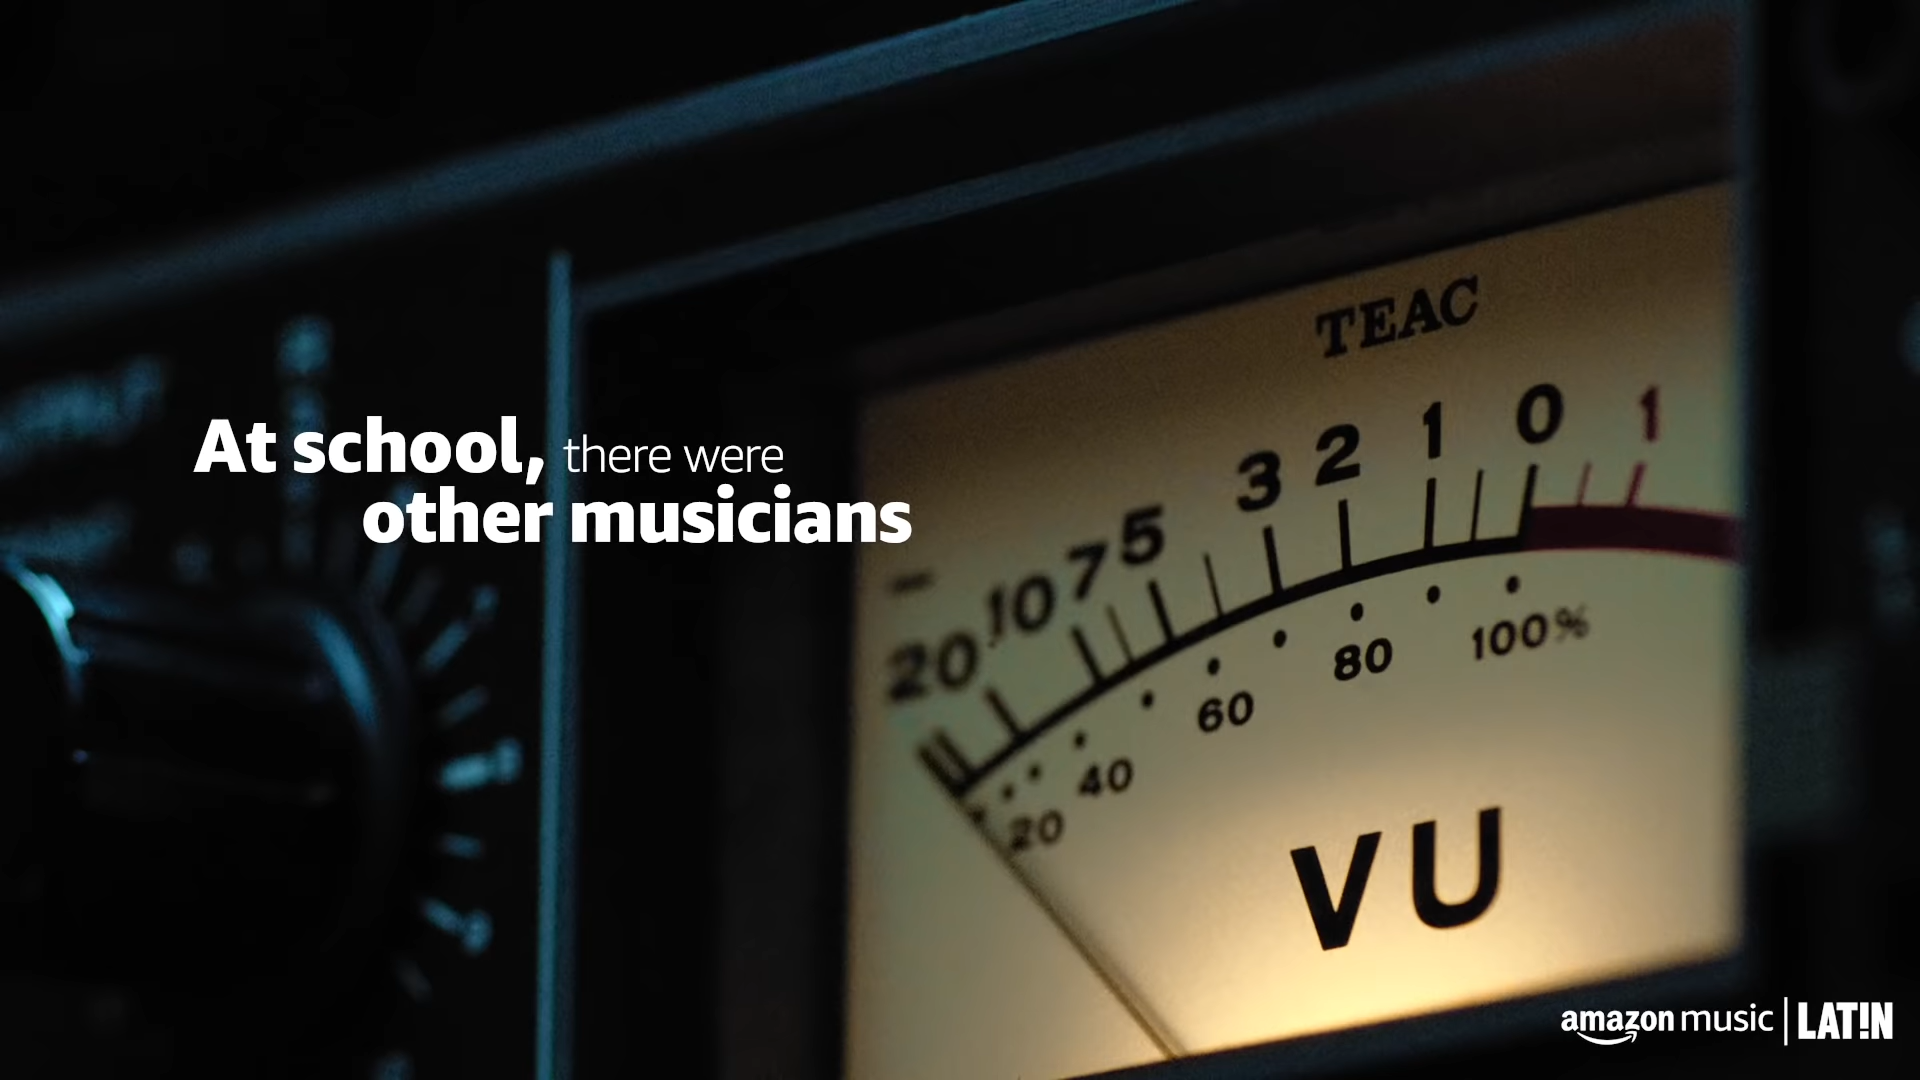 At school, there were
other musicians
TEAC
20 10 7 5 3 2 1 0 1
20 40 60 80 100%
VU
amazon music | LAT!N